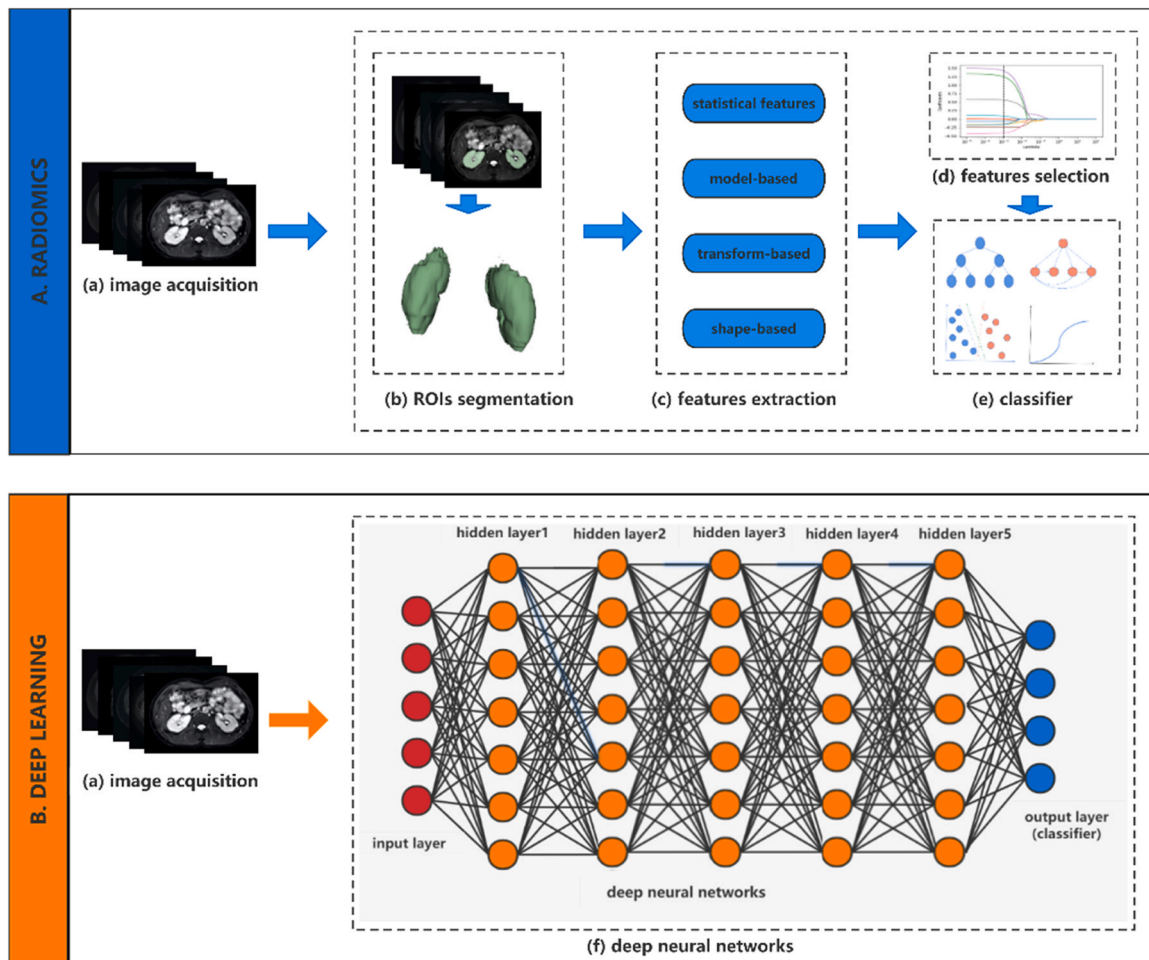 A. RADIOMICS
(a) image acquisition
(b) ROIs segmentation
statistical features
model-based
transform-based
shape-based
(c) features extraction
(d) features selection
(e) classifier
B. DEEP LEARNING
(a) image acquisition
hidden layer1
hidden layer2
hidden layer3
hidden layer4
hidden layer5
input layer
output layer
(classifier)
deep neural networks
(f) deep neural networks